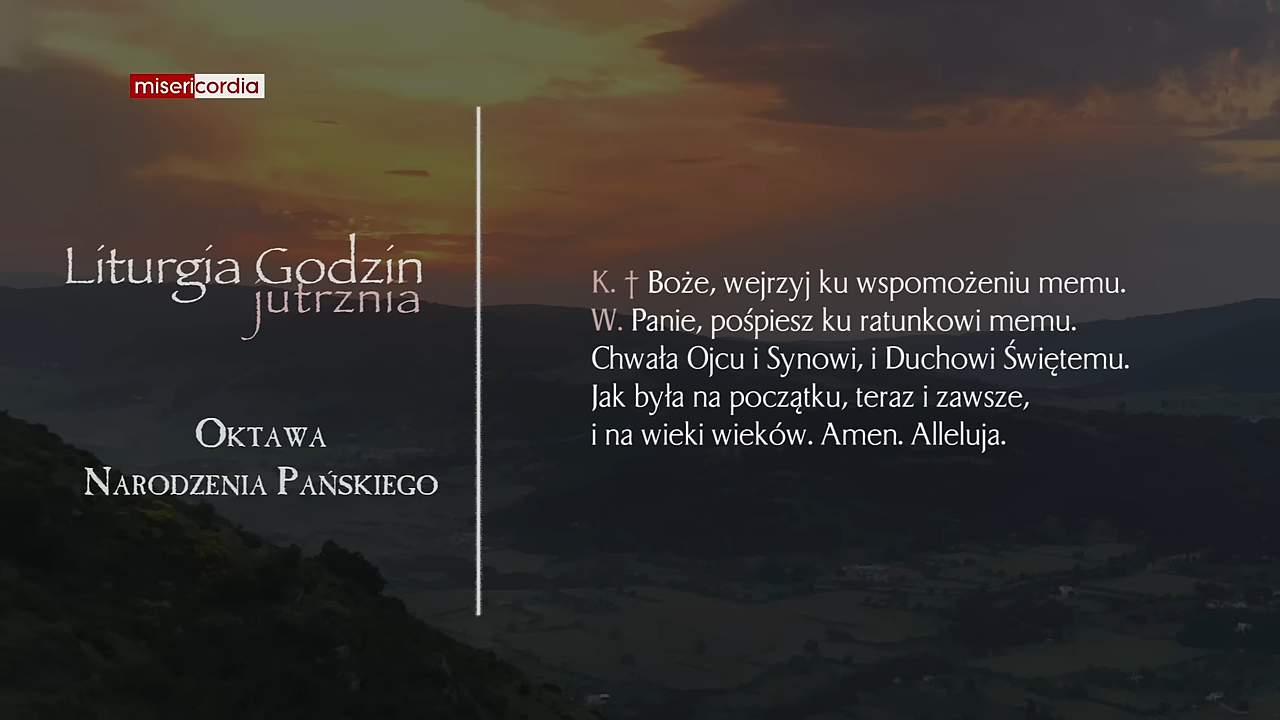 misericordia
Liturgia Godzin
jutrznia
Oktawa
Narodzenia Pańskiego
K. † Boże, wejrzyj ku wspomożeniu memu.
W. Panie, pośpiesz ku ratunkowi memu.
Chwała Ojcu i Synowi, i Duchowi Świętemu.
Jak była na początku, teraz i zawsze,
i na wieki wieków. Amen. Alleluja.